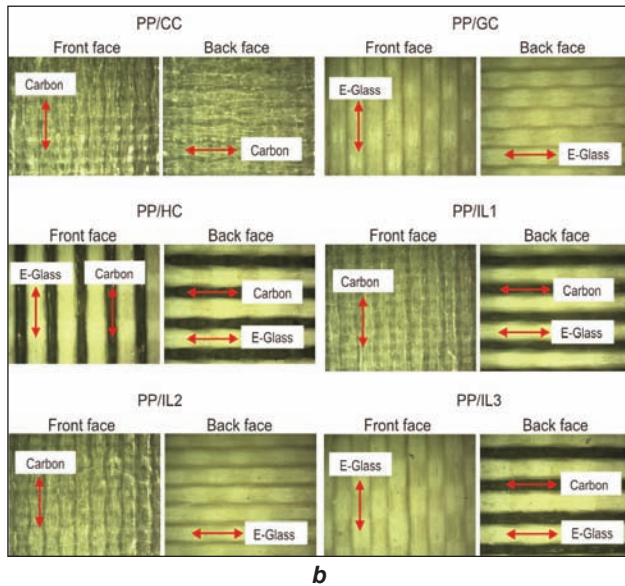 PP/CC
Front face Back face
Carbon
Carbon
PP/GC
Front face Back face
E-Glass
E-Glass
PP/HC
Front face Back face
E-Glass Carbon
Carbon
E-Glass
PP/IL1
Front face Back face
Carbon
Carbon
E-Glass
PP/IL2
Front face Back face
Carbon
E-Glass
PP/IL3
Front face Back face
E-Glass
Carbon
E-Glass
b